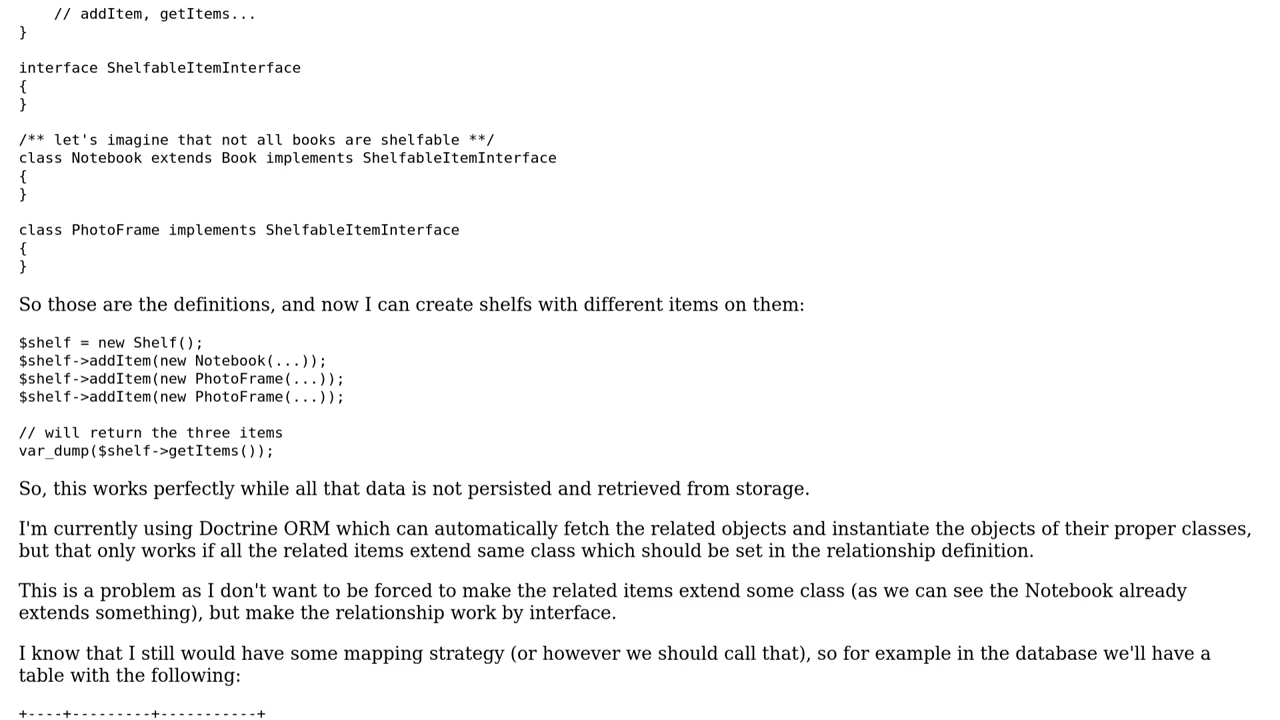 // addItem, getItems...
}
interface ShelfableItemInterface
{
}
/** let's imagine that not all books are shelfable **/
class Notebook extends Book implements ShelfableItemInterface
{
}
class PhotoFrame implements ShelfableItemInterface
{
}
So those are the definitions, and now I can create shelfs with different items on them:
$shelf = new Shelf();
$shelf->addItem(new Notebook(...));
$shelf->addItem(new PhotoFrame(...));
$shelf->addItem(new PhotoFrame(...));
// will return the three items
var_dump($shelf->getItems());
So, this works perfectly while all that data is not persisted and retrieved from storage.
I'm currently using Doctrine ORM which can automatically fetch the related objects and instantiate the objects of their proper classes,
but that only works if all the related items extend same class which should be set in the relationship definition.
This is a problem as I don't want to be forced to make the related items extend some class (as we can see the Notebook already
extends something), but make the relationship work by interface.
I know that I still would have some mapping strategy (or however we should call that), so for example in the database we'll have a
table with the following:
+----+---------+-----------+